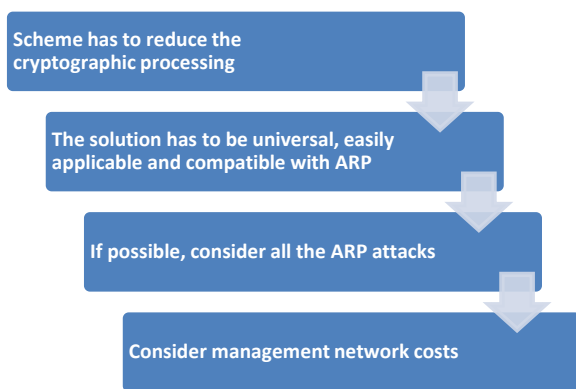 Scheme has to reduce the
cryptographic processing
The solution has to be universal, easily
applicable and compatible with ARP
If possible, consider all the ARP attacks
Consider management network costs